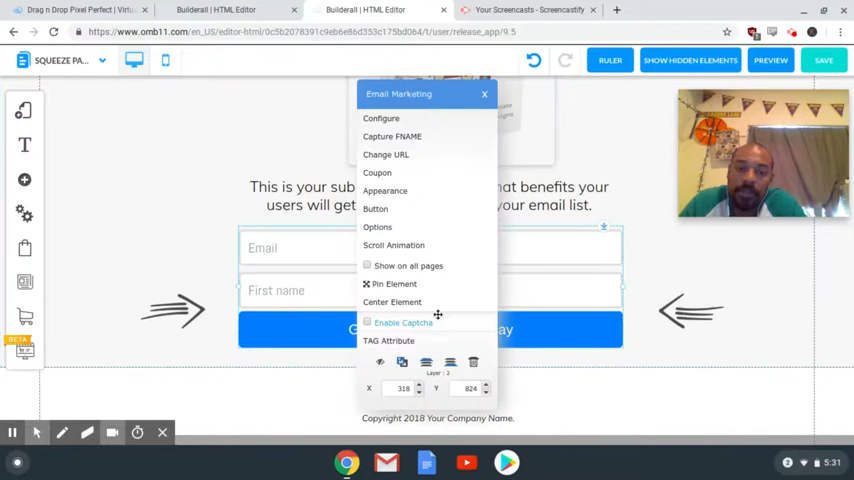 Drag n Drop Pixel Perfect | Virtu
Builderall | HTML Editor
Builderall | HTML Editor
Your Screencasts - Screencastify
https://www.omb11.com/en_US/editor-html/0c5b2078391c9eb6e86d353c175bd064/t/user/release_app/9.5
SQUEEZE PA...
RULER
SHOW HIDDEN ELEMENTS
PREVIEW
SAVE
Email Marketing
X
Configure
Capture FNAME
Change URL
Coupon
Appearance
Button
Options
Scroll Animation
Show on all pages
Pin Element
Center Element
Enable Captcha
TAG Attribute
Layer : 2
X 318 Y 824
This is your sub hat benefits your
users will get your email list.
Email
First name
G ay
BETA
Copyright 2018 Your Company Name.
2 5:31